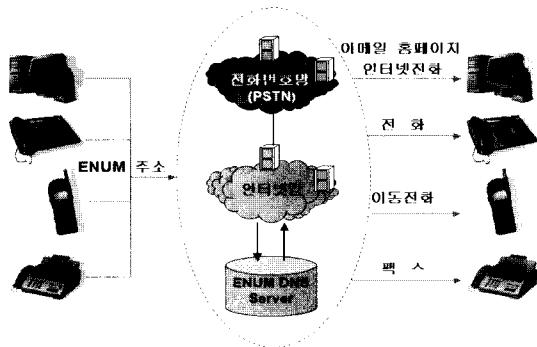 이메일 홈페이지
인터넷전화
전화번호망
(PSTN)
전 화
ENUM 주소
인터넷망
이동전화
팩 스
ENUM DNS
Server